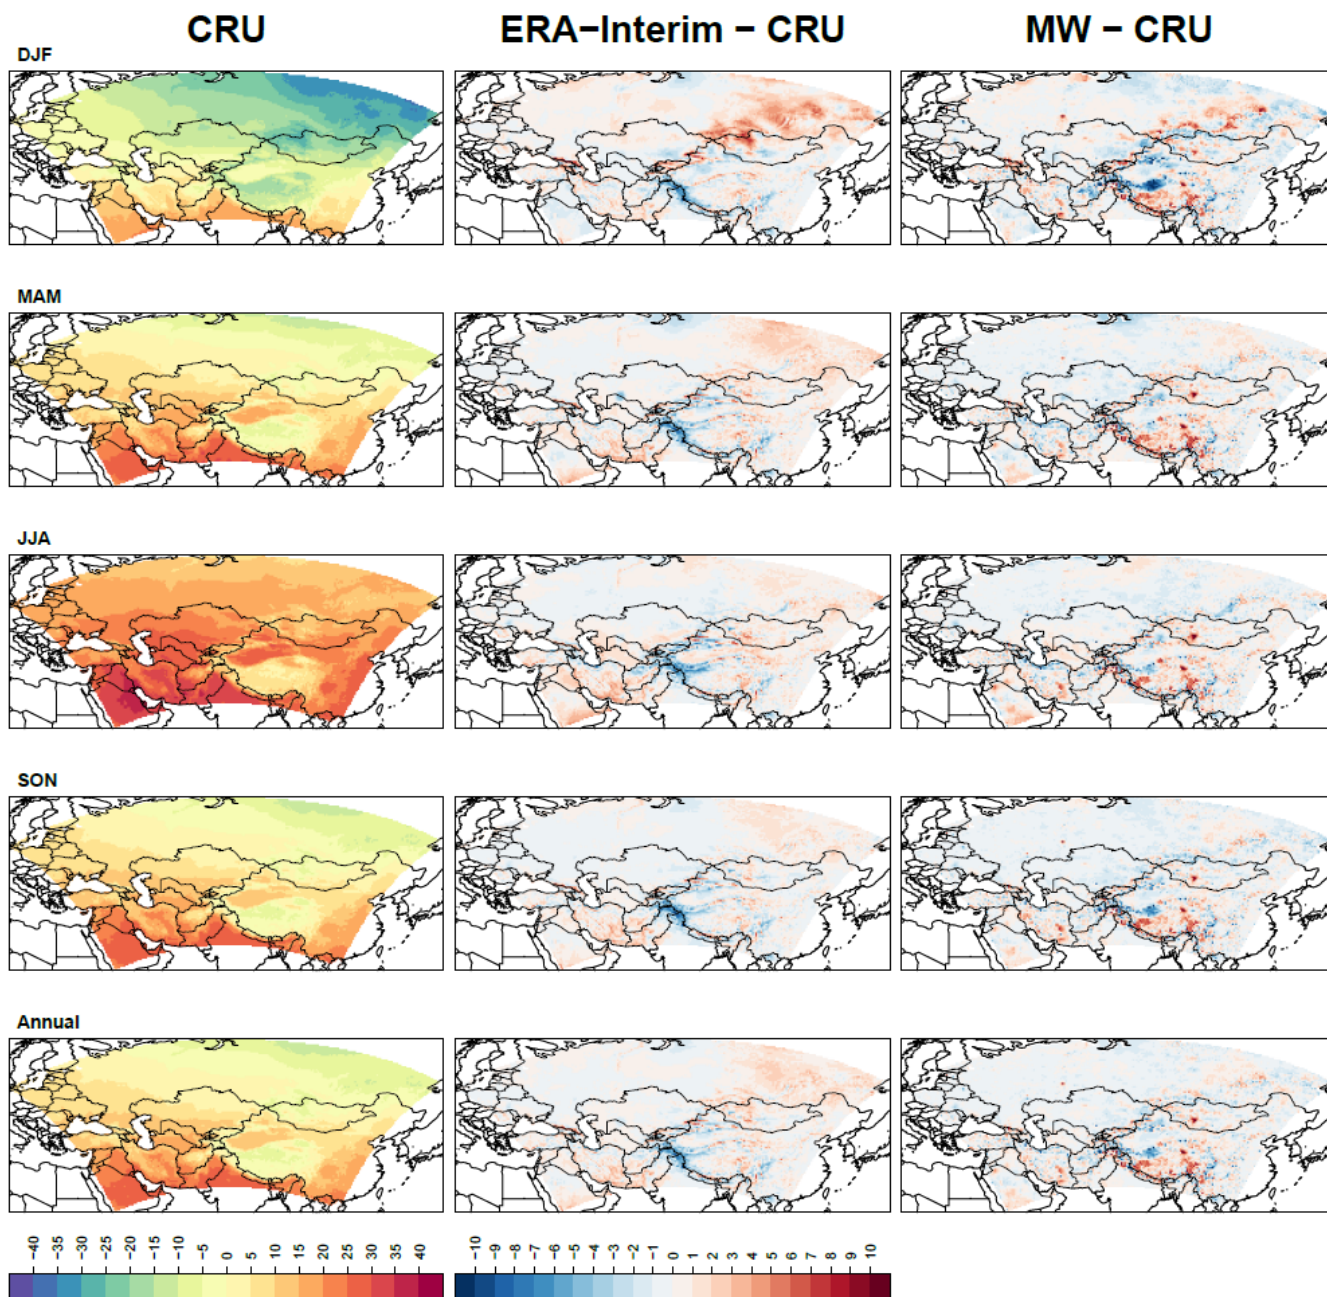 CRU ERA−Interim − CRU MW − CRU
DJF
MAM
JJA
SON
Annual
−40 −35 −30 −25 −20 −15 −10 −5 0 5 10 15 20 25 30 35 40
−10 −9 −8 −7 −6 −5 −4 −3 −2 −1 0 1 2 3 4 5 6 7 8 9 10